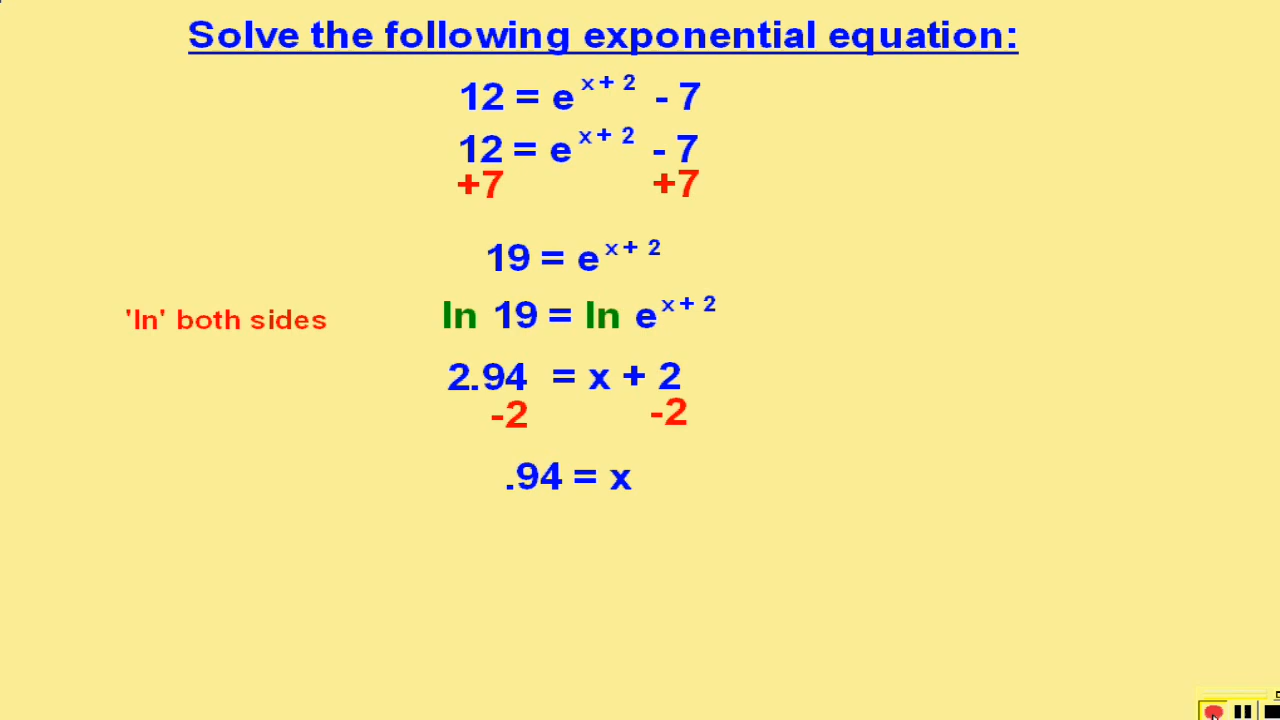 Solve the following exponential equation:
12 = e^(x + 2) - 7
12 = e^(x + 2) - 7
+7 +7
19 = e^(x + 2)
'ln' both sides ln 19 = ln e^(x + 2)
2.94 = x + 2
-2 -2
.94 = x